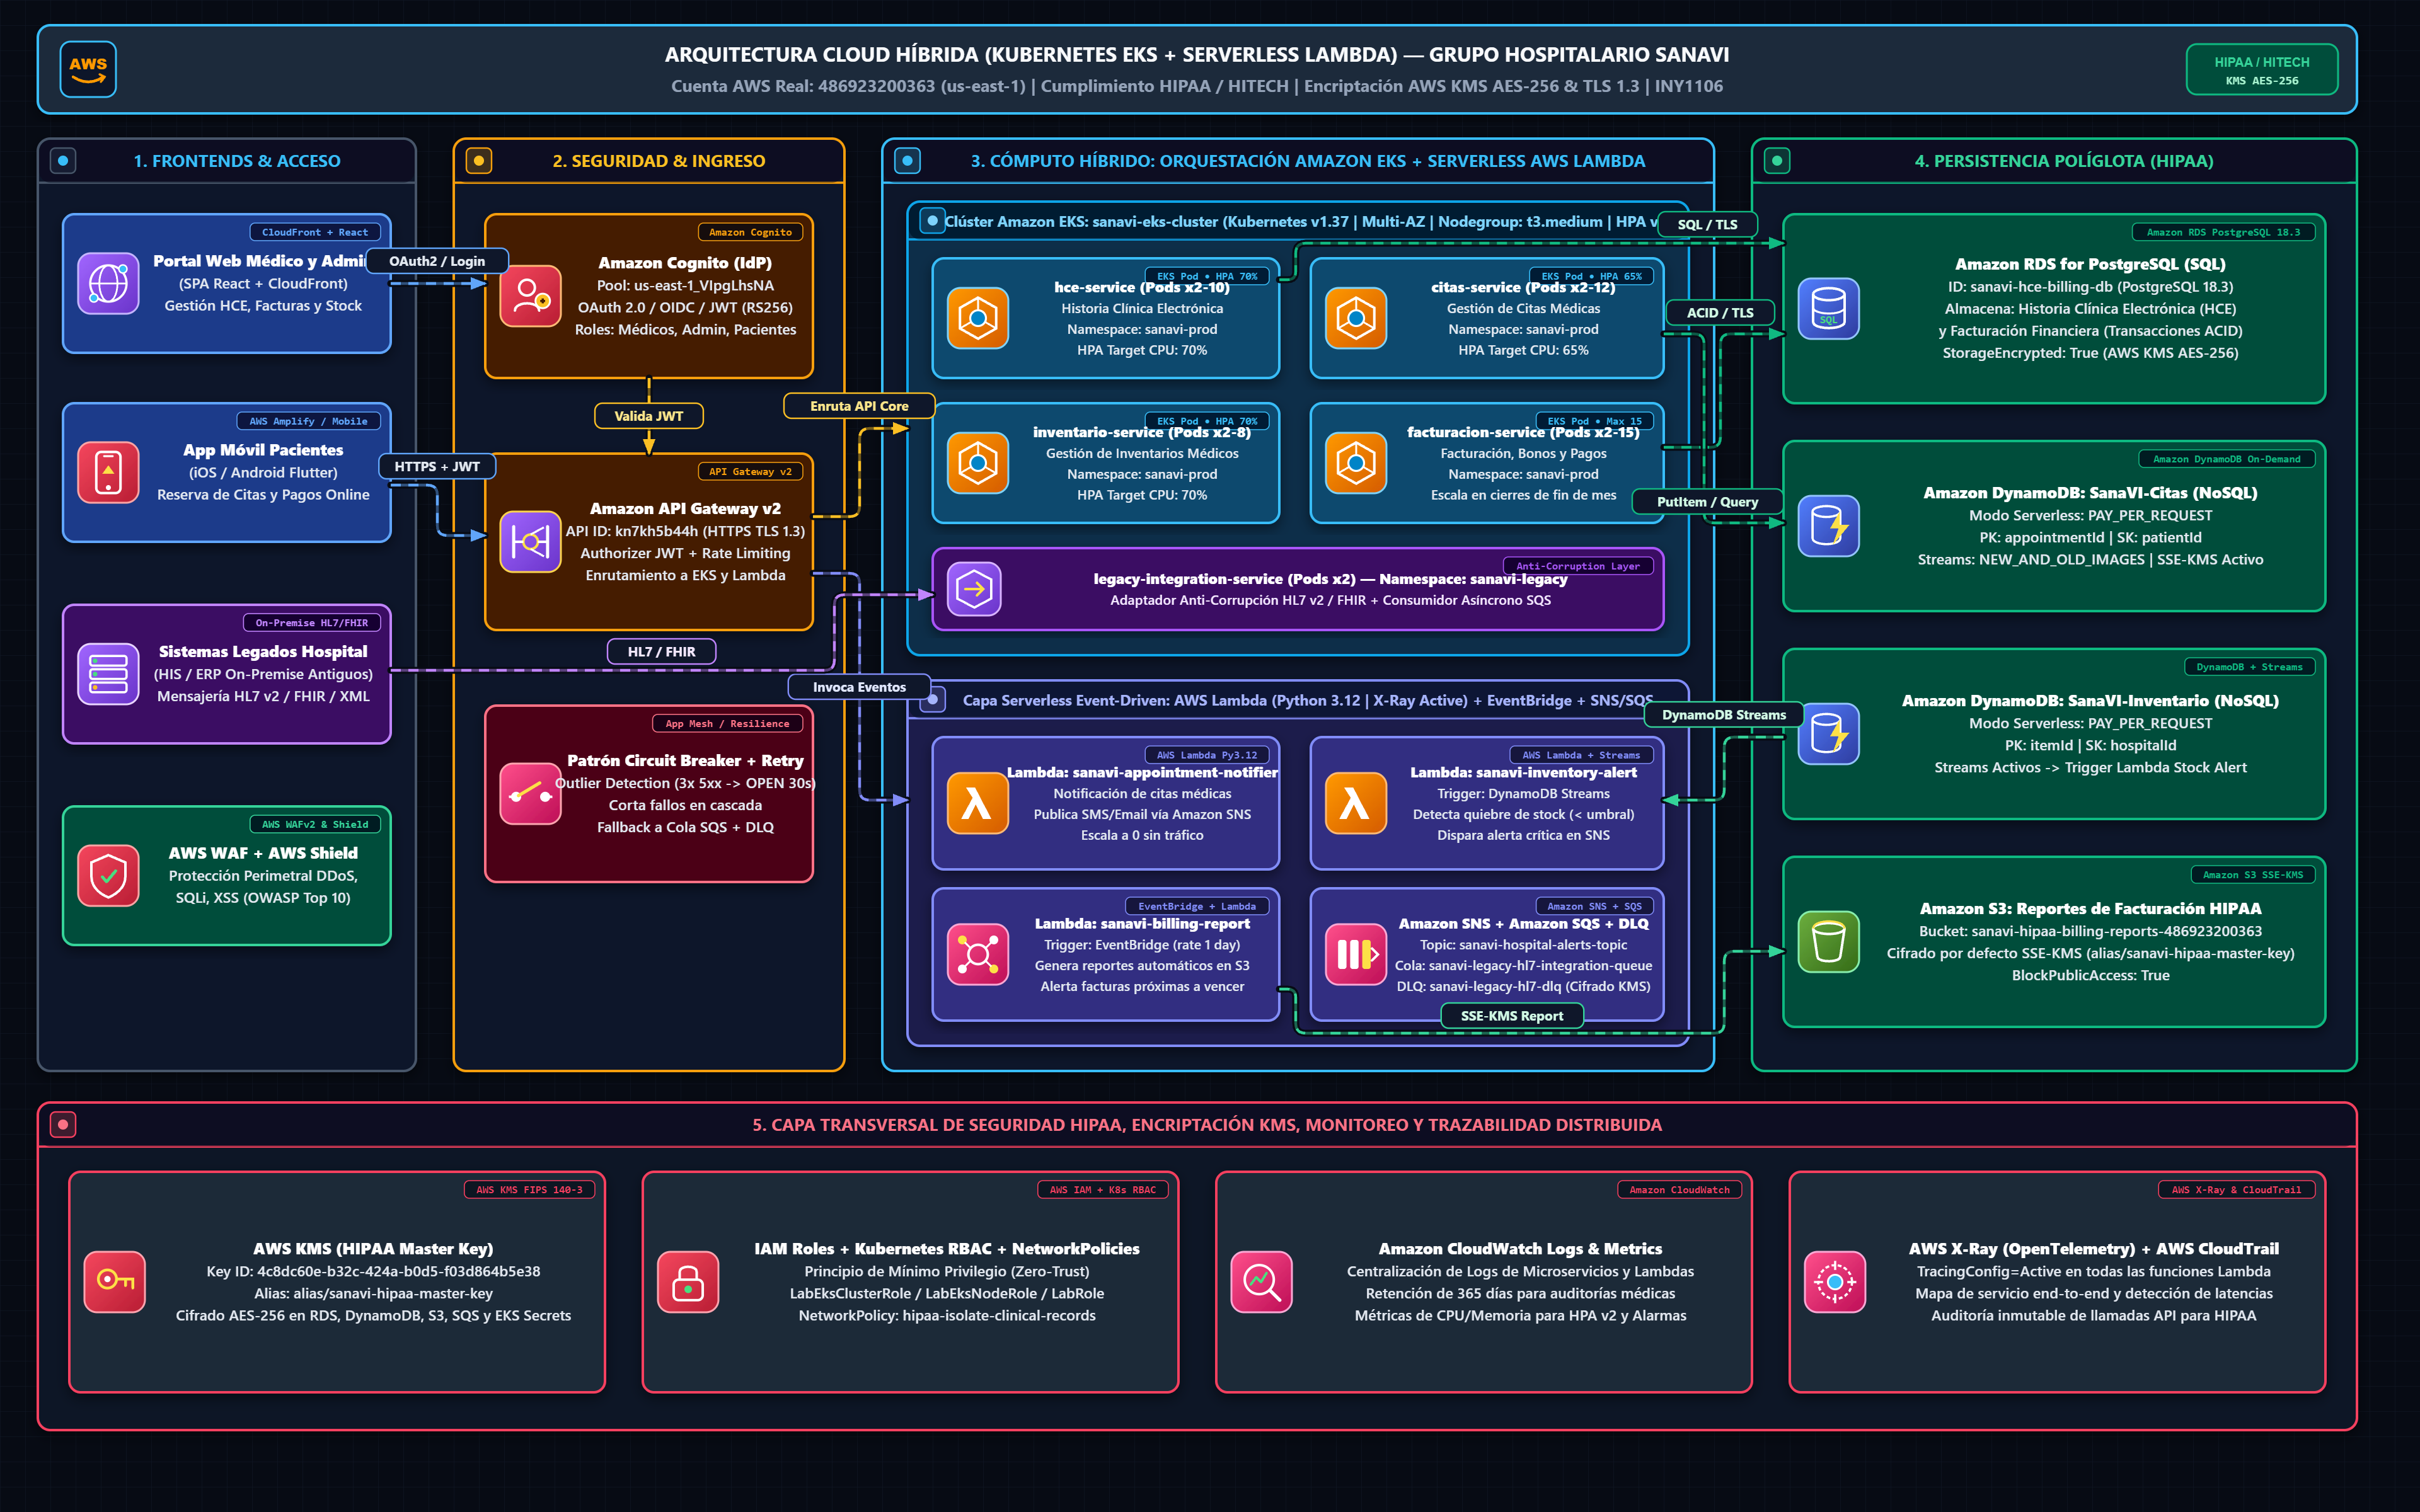 AWS
ARQUITECTURA CLOUD HÍBRIDA (KUBERNETES EKS + SERVERLESS LAMBDA) — GRUPO HOSPITALARIO SANAVI
Cuenta AWS Real: 486923200363 (us-east-1) | Cumplimiento HIPAA / HITECH | Encriptación AWS KMS AES-256 & TLS 1.3 | INY1106
HIPAA / HITECH
KMS AES-256
1. FRONTENDS & ACCESO
CloudFront + React
Portal Web Médico y Admin
(SPA React + CloudFront)
Gestión HCE, Facturas y Stock
AWS Amplify / Mobile
App Móvil Pacientes
(iOS / Android Flutter)
Reserva de Citas y Pagos Online
On-Premise HL7/FHIR
Sistemas Legados Hospital
(HIS / ERP On-Premise Antiguos)
Mensajería HL7 v2 / FHIR / XML
AWS WAFv2 & Shield
AWS WAF + AWS Shield
Protección Perimetral DDoS,
SQLi, XSS (OWASP Top 10)
OAuth2 / Login
HTTPS + JWT
HL7 / FHIR
2. SEGURIDAD & INGRESO
Amazon Cognito
Amazon Cognito (IdP)
Pool: us-east-1_VIpgLhsNA
OAuth 2.0 / OIDC / JWT (RS256)
Roles: Médicos, Admin, Pacientes
Valida JWT
API Gateway v2
Amazon API Gateway v2
API ID: kn7kh5b44h (HTTPS TLS 1.3)
Authorizer JWT + Rate Limiting
Enrutamiento a EKS y Lambda
App Mesh / Resilience
Patrón Circuit Breaker + Retry
Outlier Detection (3x 5xx -> OPEN 30s)
Corta fallos en cascada
Fallback a Cola SQS + DLQ
Enruta API Core
Invoca Eventos
3. CÓMPUTO HÍBRIDO: ORQUESTACIÓN AMAZON EKS + SERVERLESS AWS LAMBDA
Clúster Amazon EKS: sanavi-eks-cluster (Kubernetes v1.37 | Multi-AZ | Nodegroup: t3.medium | HPA v
EKS Pod • HPA 70%
hce-service (Pods x2-10)
Historia Clínica Electrónica
Namespace: sanavi-prod
HPA Target CPU: 70%
EKS Pod • HPA 65%
citas-service (Pods x2-12)
Gestión de Citas Médicas
Namespace: sanavi-prod
HPA Target CPU: 65%
EKS Pod • HPA 70%
inventario-service (Pods x2-8)
Gestión de Inventarios Médicos
Namespace: sanavi-prod
HPA Target CPU: 70%
EKS Pod • Max 15
facturacion-service (Pods x2-15)
Facturación, Bonos y Pagos
Namespace: sanavi-prod
Escala en cierres de fin de mes
Anti-Corruption Layer
legacy-integration-service (Pods x2) — Namespace: sanavi-legacy
Adaptador Anti-Corrupción HL7 v2 / FHIR + Consumidor Asíncrono SQS
Capa Serverless Event-Driven: AWS Lambda (Python 3.12 | X-Ray Active) + EventBridge + SNS/SQS
AWS Lambda Py3.12
Lambda: sanavi-appointment-notifier
Notificación de citas médicas
Publica SMS/Email vía Amazon SNS
Escala a 0 sin tráfico
AWS Lambda + Streams
Lambda: sanavi-inventory-alert
Trigger: DynamoDB Streams
Detecta quiebre de stock (< umbral)
Dispara alerta crítica en SNS
EventBridge + Lambda
Lambda: sanavi-billing-report
Trigger: EventBridge (rate 1 day)
Genera reportes automáticos en S3
Alerta facturas próximas a vencer
Amazon SNS + SQS
Amazon SNS + Amazon SQS + DLQ
Topic: sanavi-hospital-alerts-topic
Cola: sanavi-legacy-hl7-integration-queue
DLQ: sanavi-legacy-hl7-dlq (Cifrado KMS)
SSE-KMS Report
SQL / TLS
ACID / TLS
PutItem / Query
DynamoDB Streams
4. PERSISTENCIA POLÍGLOTA (HIPAA)
Amazon RDS PostgreSQL 18.3
Amazon RDS for PostgreSQL (SQL)
ID: sanavi-hce-billing-db (PostgreSQL 18.3)
Almacena: Historia Clínica Electrónica (HCE)
y Facturación Financiera (Transacciones ACID)
StorageEncrypted: True (AWS KMS AES-256)
SQL
Amazon DynamoDB On-Demand
Amazon DynamoDB: SanaVI-Citas (NoSQL)
Modo Serverless: PAY_PER_REQUEST
PK: appointmentId | SK: patientId
Streams: NEW_AND_OLD_IMAGES | SSE-KMS Activo
DynamoDB + Streams
Amazon DynamoDB: SanaVI-Inventario (NoSQL)
Modo Serverless: PAY_PER_REQUEST
PK: itemId | SK: hospitalId
Streams Activos -> Trigger Lambda Stock Alert
Amazon S3 SSE-KMS
Amazon S3: Reportes de Facturación HIPAA
Bucket: sanavi-hipaa-billing-reports-486923200363
Cifrado por defecto SSE-KMS (alias/sanavi-hipaa-master-key)
BlockPublicAccess: True
5. CAPA TRANSVERSAL DE SEGURIDAD HIPAA, ENCRIPTACIÓN KMS, MONITOREO Y TRAZABILIDAD DISTRIBUIDA
AWS KMS FIPS 140-3
AWS KMS (HIPAA Master Key)
Key ID: 4c8dc60e-b32c-424a-b0d5-f03d864b5e38
Alias: alias/sanavi-hipaa-master-key
Cifrado AES-256 en RDS, DynamoDB, S3, SQS y EKS Secrets
AWS IAM + K8s RBAC
IAM Roles + Kubernetes RBAC + NetworkPolicies
Principio de Mínimo Privilegio (Zero-Trust)
LabEksClusterRole / LabEksNodeRole / LabRole
NetworkPolicy: hipaa-isolate-clinical-records
Amazon CloudWatch
Amazon CloudWatch Logs & Metrics
Centralización de Logs de Microservicios y Lambdas
Retención de 365 días para auditorías médicas
Métricas de CPU/Memoria para HPA v2 y Alarmas
AWS X-Ray & CloudTrail
AWS X-Ray (OpenTelemetry) + AWS CloudTrail
TracingConfig=Active en todas las funciones Lambda
Mapa de servicio end-to-end y detección de latencias
Auditoría inmutable de llamadas API para HIPAA